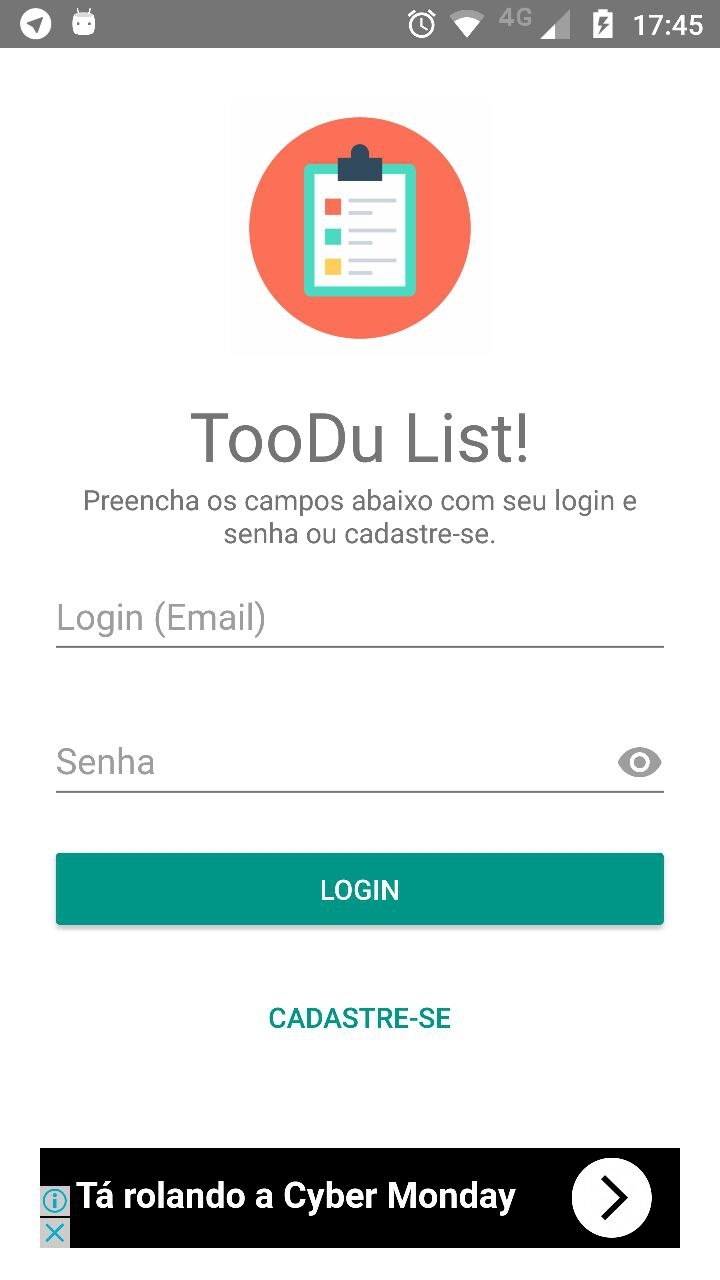 4G 17:45
TooDu List!
Preencha os campos abaixo com seu login e
senha ou cadastre-se.
Login (Email)
Senha
LOGIN
CADASTRE-SE
Tá rolando a Cyber Monday